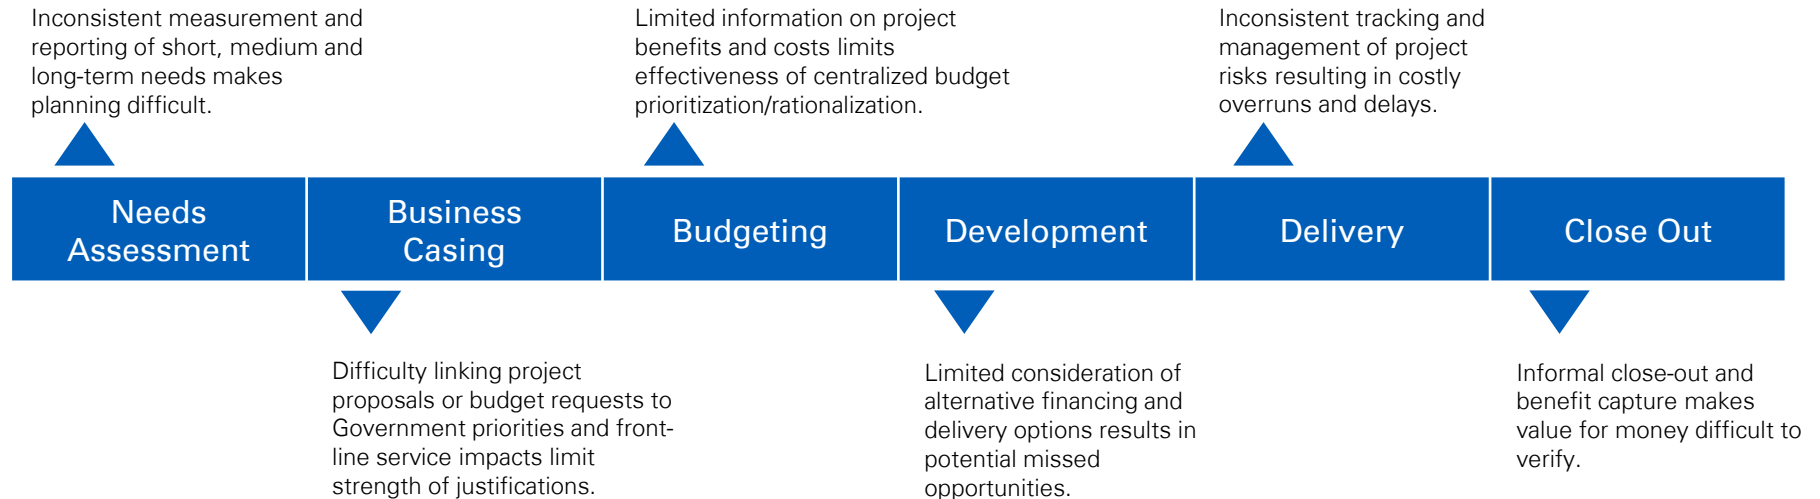 Inconsistent measurement and
reporting of short, medium and
long-term needs makes
planning difficult.
Limited information on project
benefits and costs limits
effectiveness of centralized budget
prioritization/rationalization.
Inconsistent tracking and
management of project
risks resulting in costly
overruns and delays.
Needs
Assessment
Business
Casing
Budgeting
Development
Delivery
Close Out
Difficulty linking project
proposals or budget requests to
Government priorities and front-
line service impacts limit
strength of justifications.
Limited consideration of
alternative financing and
delivery options results in
potential missed
opportunities.
Informal close-out and
benefit capture makes
value for money difficult to
verify.